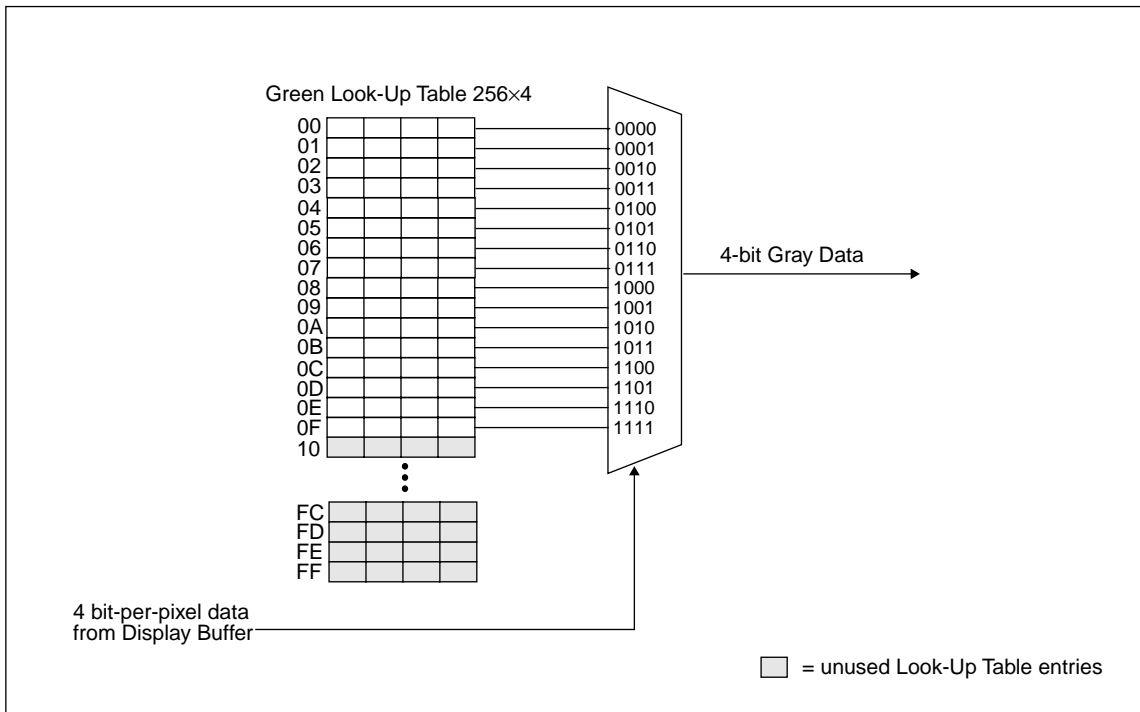 Green Look-Up Table 256×4
00
01
02
03
04
05
06
07
08
09
0A
0B
0C
0D
0E
0F
10
FC
FD
FE
FF
0000
0001
0010
0011
0100
0101
0110
0111
1000
1001
1010
1011
1100
1101
1110
1111
4-bit Gray Data
4 bit-per-pixel data
from Display Buffer
= unused Look-Up Table entries